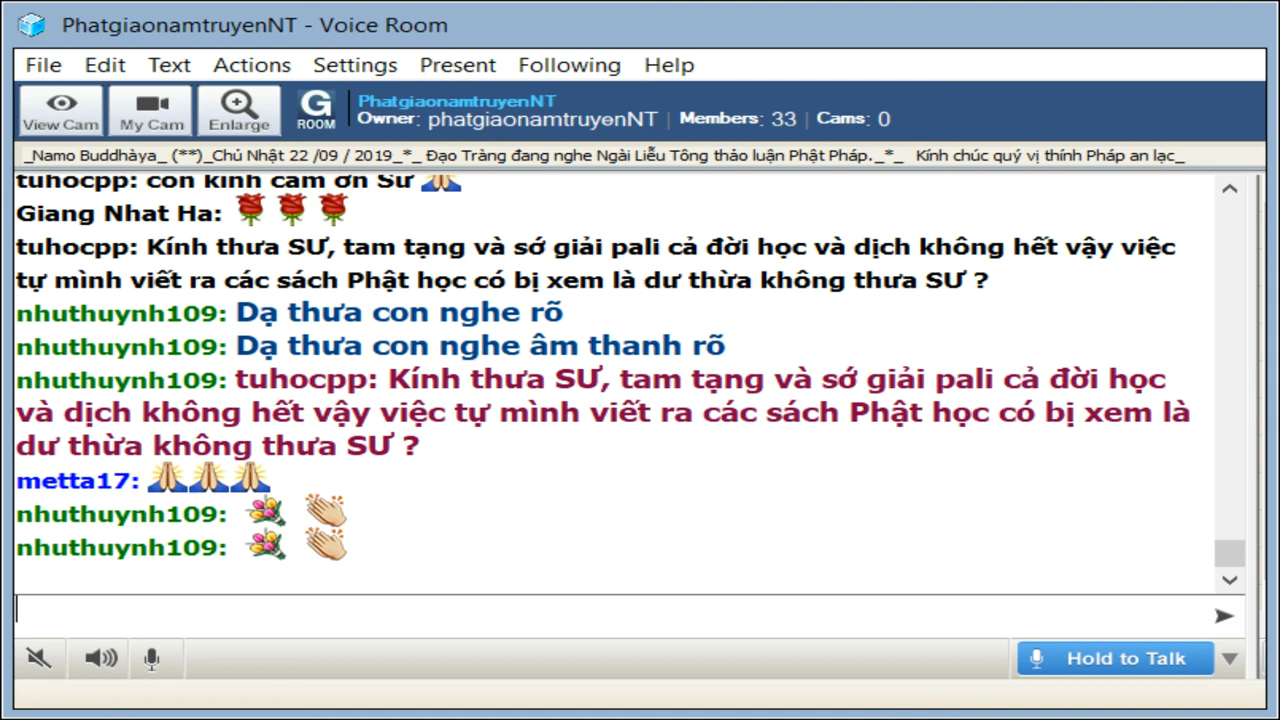 PhatgiaonamtruyenNT - Voice Room
File Edit Text Actions Settings Present Following Help
View Cam My Cam Enlarge G ROOM
PhatgiaonamtruyenNT
Owner: phatgiaonamtruyenNT | Members: 33 | Cams: 0
_Namo Buddhàya_ (**)_Chủ Nhật 22 /09 / 2019_*_ Đạo Tràng đang nghe Ngài Liễu Tông thảo luận Phật Pháp._*_ Kính chúc quý vị thính Pháp an lạc_
tuhocpp: con kính cảm ơn Sư 🙏
Giang Nhat Ha: 🌹 🌹 🌹
tuhocpp: Kính thưa SƯ, tam tạng và sớ giải pali cả đời học và dịch không hết vậy việc
tự mình viết ra các sách Phật học có bị xem là dư thừa không thưa SƯ ?
nhuthuynh109: Dạ thưa con nghe rõ
nhuthuynh109: Dạ thưa con nghe âm thanh rõ
nhuthuynh109: tuhocpp: Kính thưa SƯ, tam tạng và sớ giải pali cả đời học
và dịch không hết vậy việc tự mình viết ra các sách Phật học có bị xem là
dư thừa không thưa SƯ ?
metta17: 🙏🙏🙏
nhuthuynh109: 💐 👏
nhuthuynh109: 💐 👏
Hold to Talk